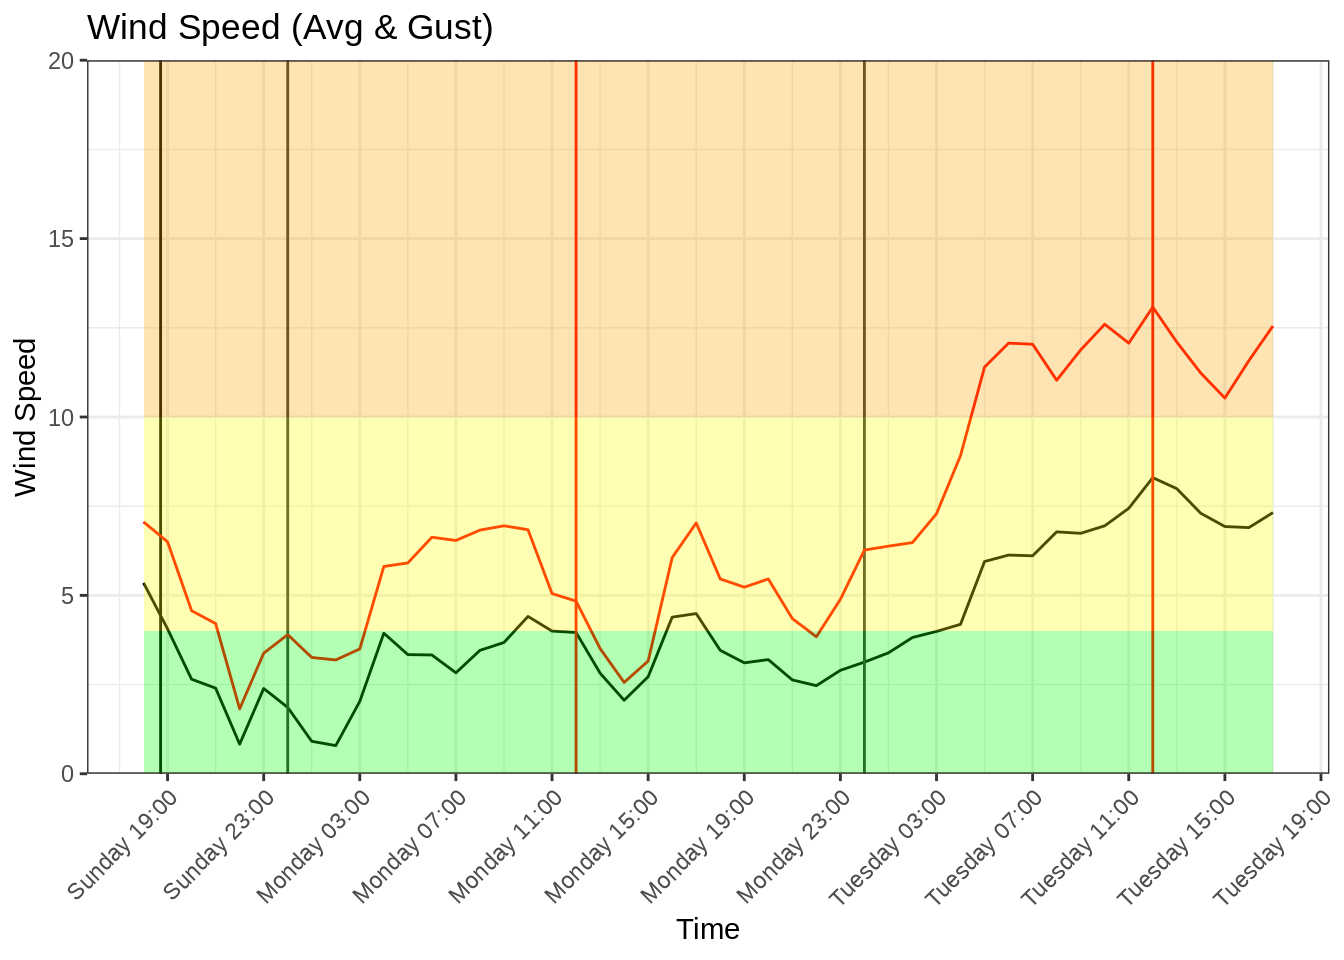 Wind Speed (Avg & Gust)
20
15
10
5
0
Wind Speed
Sunday 19:00
Sunday 23:00
Monday 03:00
Monday 07:00
Monday 11:00
Monday 15:00
Monday 19:00
Monday 23:00
Tuesday 03:00
Tuesday 07:00
Tuesday 11:00
Tuesday 15:00
Tuesday 19:00
Time